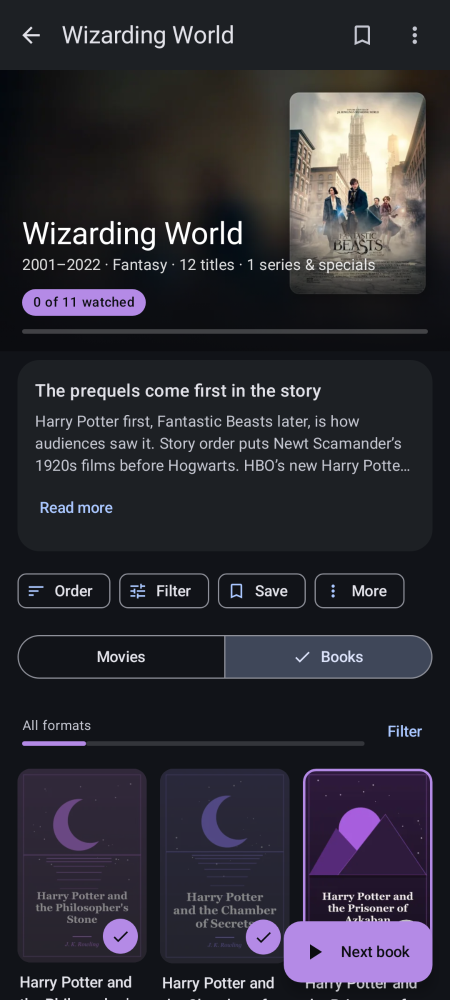 Wizarding World
FANTASTIC
BEASTS
Wizarding World
2001–2022 · Fantasy · 12 titles · 1 series & specials
0 of 11 watched
The prequels come first in the story
Harry Potter first, Fantastic Beasts later, is how
audiences saw it. Story order puts Newt Scamander's
1920s films before Hogwarts. HBO's new Harry Potte…
Read more
Order
Filter
Save
More
Movies
Books
All formats
Filter
Harry Potter and
the Philosopher's
Stone
J. K. Rowling
Harry Potter
and the Chamber
of Secrets
J. K. Rowling
Harry Potter and
the Prisoner of
Azkaban
Next book
Harry Potter and
Harry Potter and
Harry Potter and